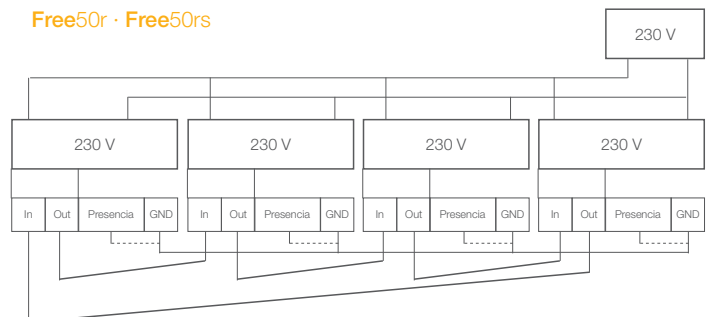 Free50r · Free50rs
230 V
230 V 230 V 230 V 230 V
In Out Presencia GND In Out Presencia GND In Out Presencia GND In Out Presencia GND